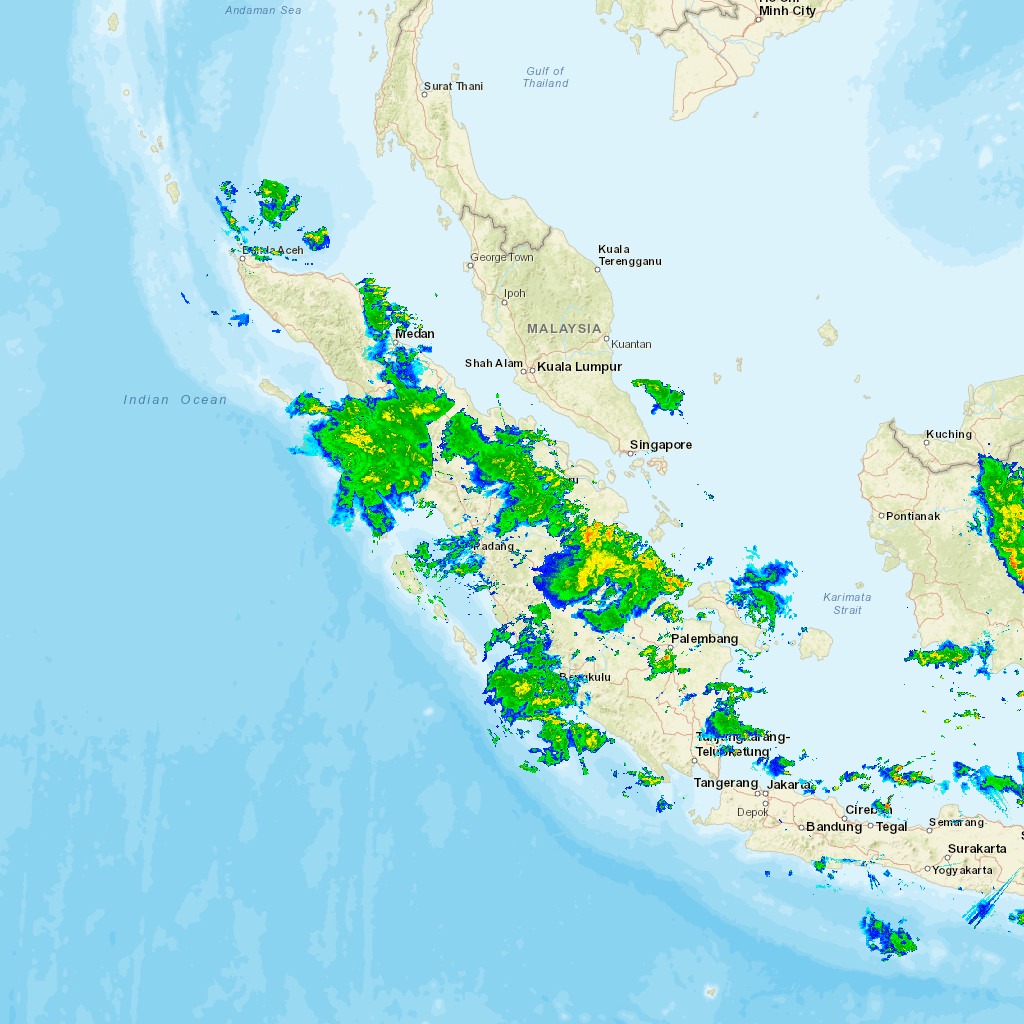 Andaman Sea
Minh City
Gulf of
Thailand
Surat Thani
Banda Aceh
George Town
Kuala
Terengganu
Ipoh
MALAYSIA
Medan
Kuantan
Shah Alam
Kuala Lumpur
Indian Ocean
Singapore
Kuching
Pontianak
Padang
Karimata
Strait
Palembang
Bengkulu
Tanjungkarang-
Telukbetung
Tangerang
Jakarta
Depok
Cirebon
Bandung
Tegal
Semarang
Surakarta
Yogyakarta